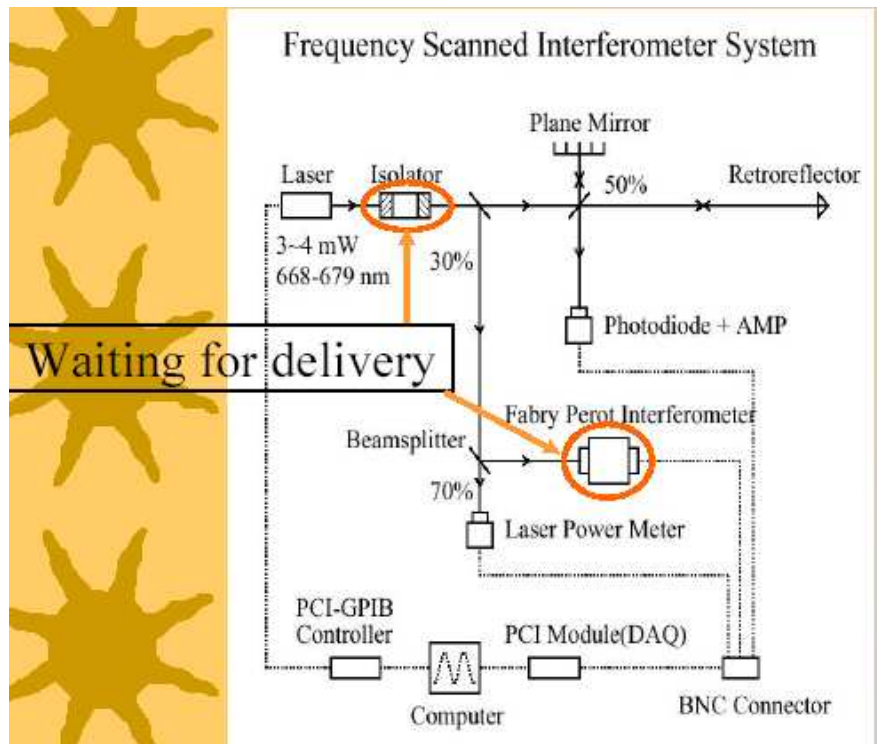 Frequency Scanned Interferometer System
Plane Mirror
Laser
Isolator
50%
Retroreflector
3~4 mW
668-679 nm
30%
Photodiode + AMP
Waiting for delivery
Fabry Perot Interferometer
Beamsplitter
70%
Laser Power Meter
PCI-GPIB
Controller
PCI Module(DAQ)
Computer
BNC Connector